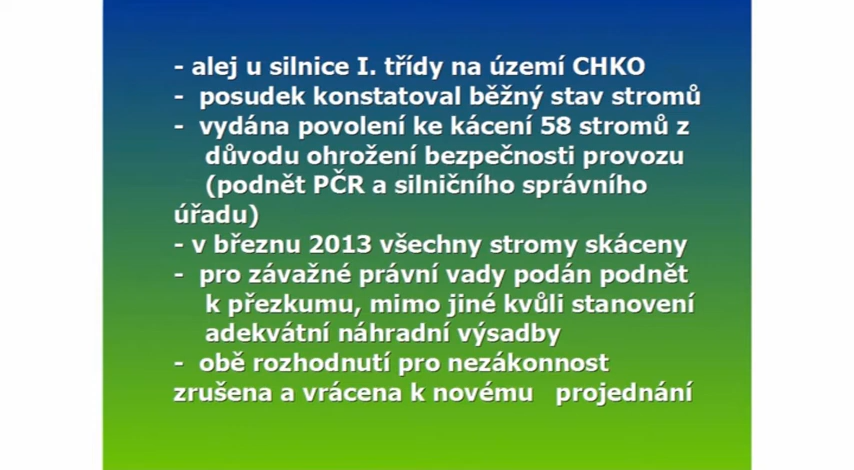 - alej u silnice I. třídy na území CHKO
- posudek konstatoval běžný stav stromů
- vydána povolení ke kácení 58 stromů z
důvodu ohrožení bezpečnosti provozu
(podnět PČR a silničního správního
úřadu)
- v březnu 2013 všechny stromy skáceny
- pro závažné právní vady podán podnět
k přezkumu, mimo jiné kvůli stanovení
adekvátní náhradní výsadby
- obě rozhodnutí pro nezákonnost
zrušena a vrácena k novému projednání